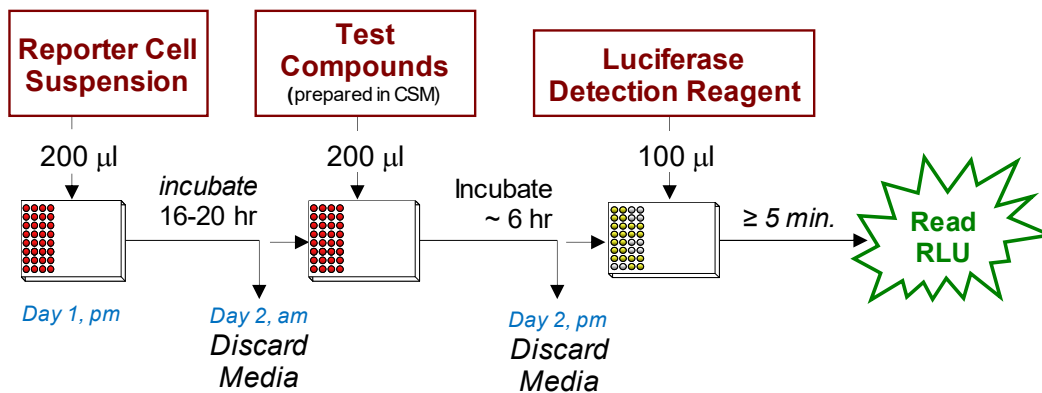 Reporter Cell
Suspension
Test
Compounds
(prepared in CSM)
Luciferase
Detection Reagent
200 μl
200 μl
100 μl
incubate
16-20 hr
Incubate
~ 6 hr
≥ 5 min.
Read
RLU
Day 1, pm
Day 2, am
Discard
Media
Day 2, pm
Discard
Media